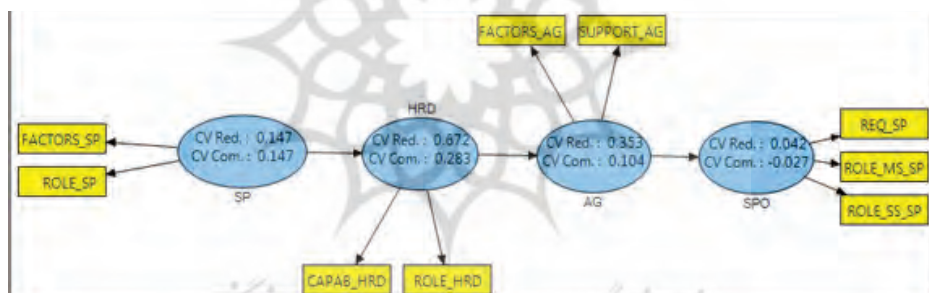 FACTORS_AG
SUPPORT_AG
HRD
FACTORS_SP
ROLE_SP
CV Red. : 0.147
CV Com. : 0.147
SP
CV Red. : 0.672
CV Com. : 0.283
CV Red. : 0.353
CV Com. : 0.104
AG
CV Red. : 0.042
CV Com. : -0.027
SPO
REQ_SP
ROLE_MS_SP
ROLE_SS_SP
CAPAB_HRD
ROLE_HRD